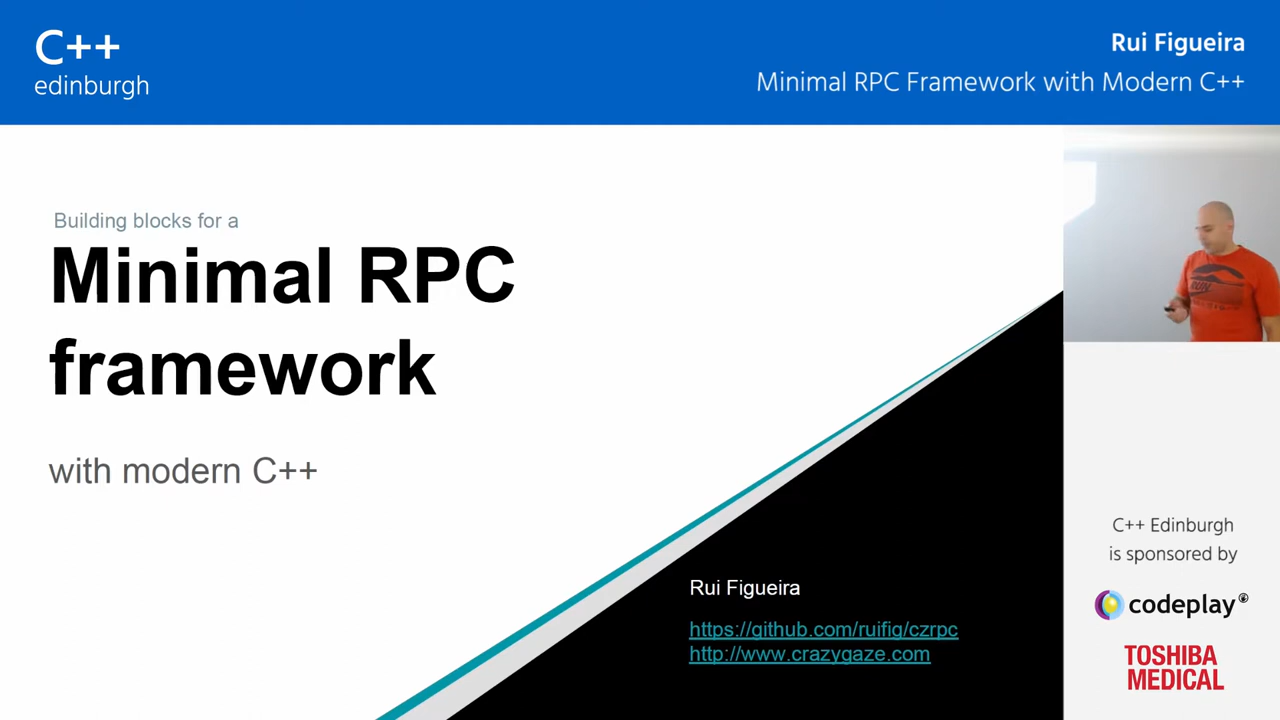 C++
edinburgh
Rui Figueira
Minimal RPC Framework with Modern C++
Building blocks for a
Minimal RPC
framework
with modern C++
Rui Figueira
https://github.com/ruifig/czrpc
http://www.crazygaze.com
RUN
C++ Edinburgh
is sponsored by
codeplay
TOSHIBA
MEDICAL